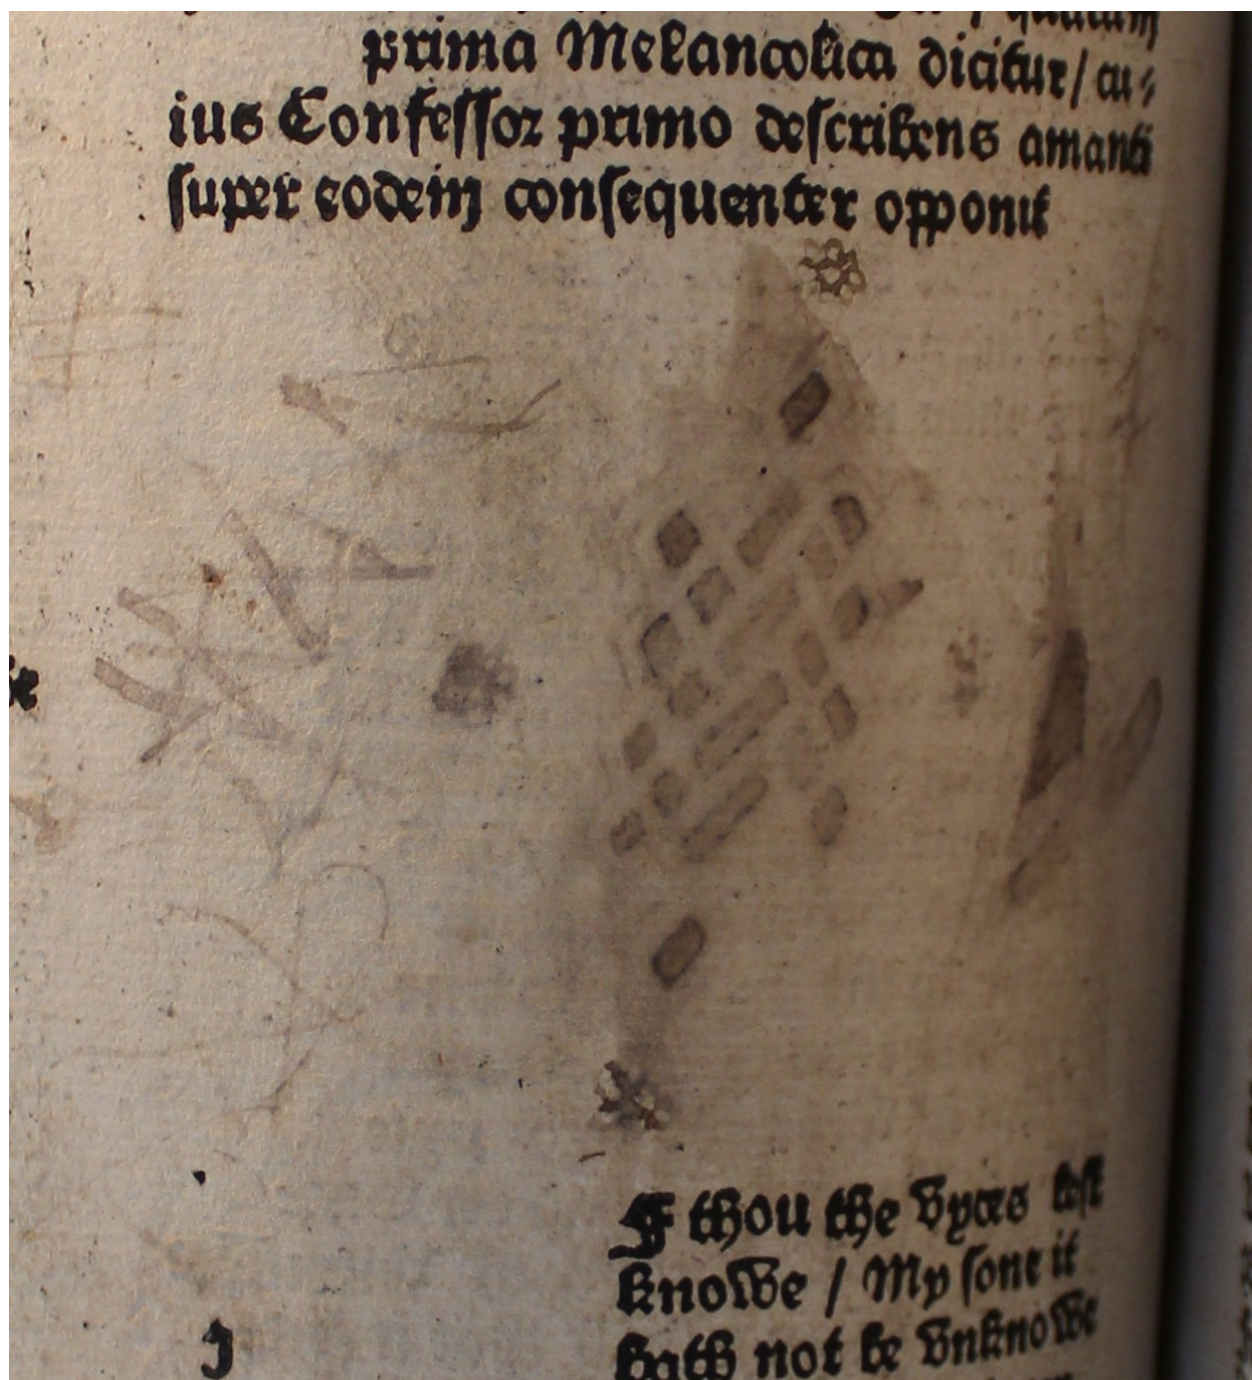 prima Melancolica dicitur / cu⸗
ius Confessor primo describens amanti
super eodem consequenter opponit
IF thou the vyces lest
knowe / My sone it
hath not be vnknowe
J